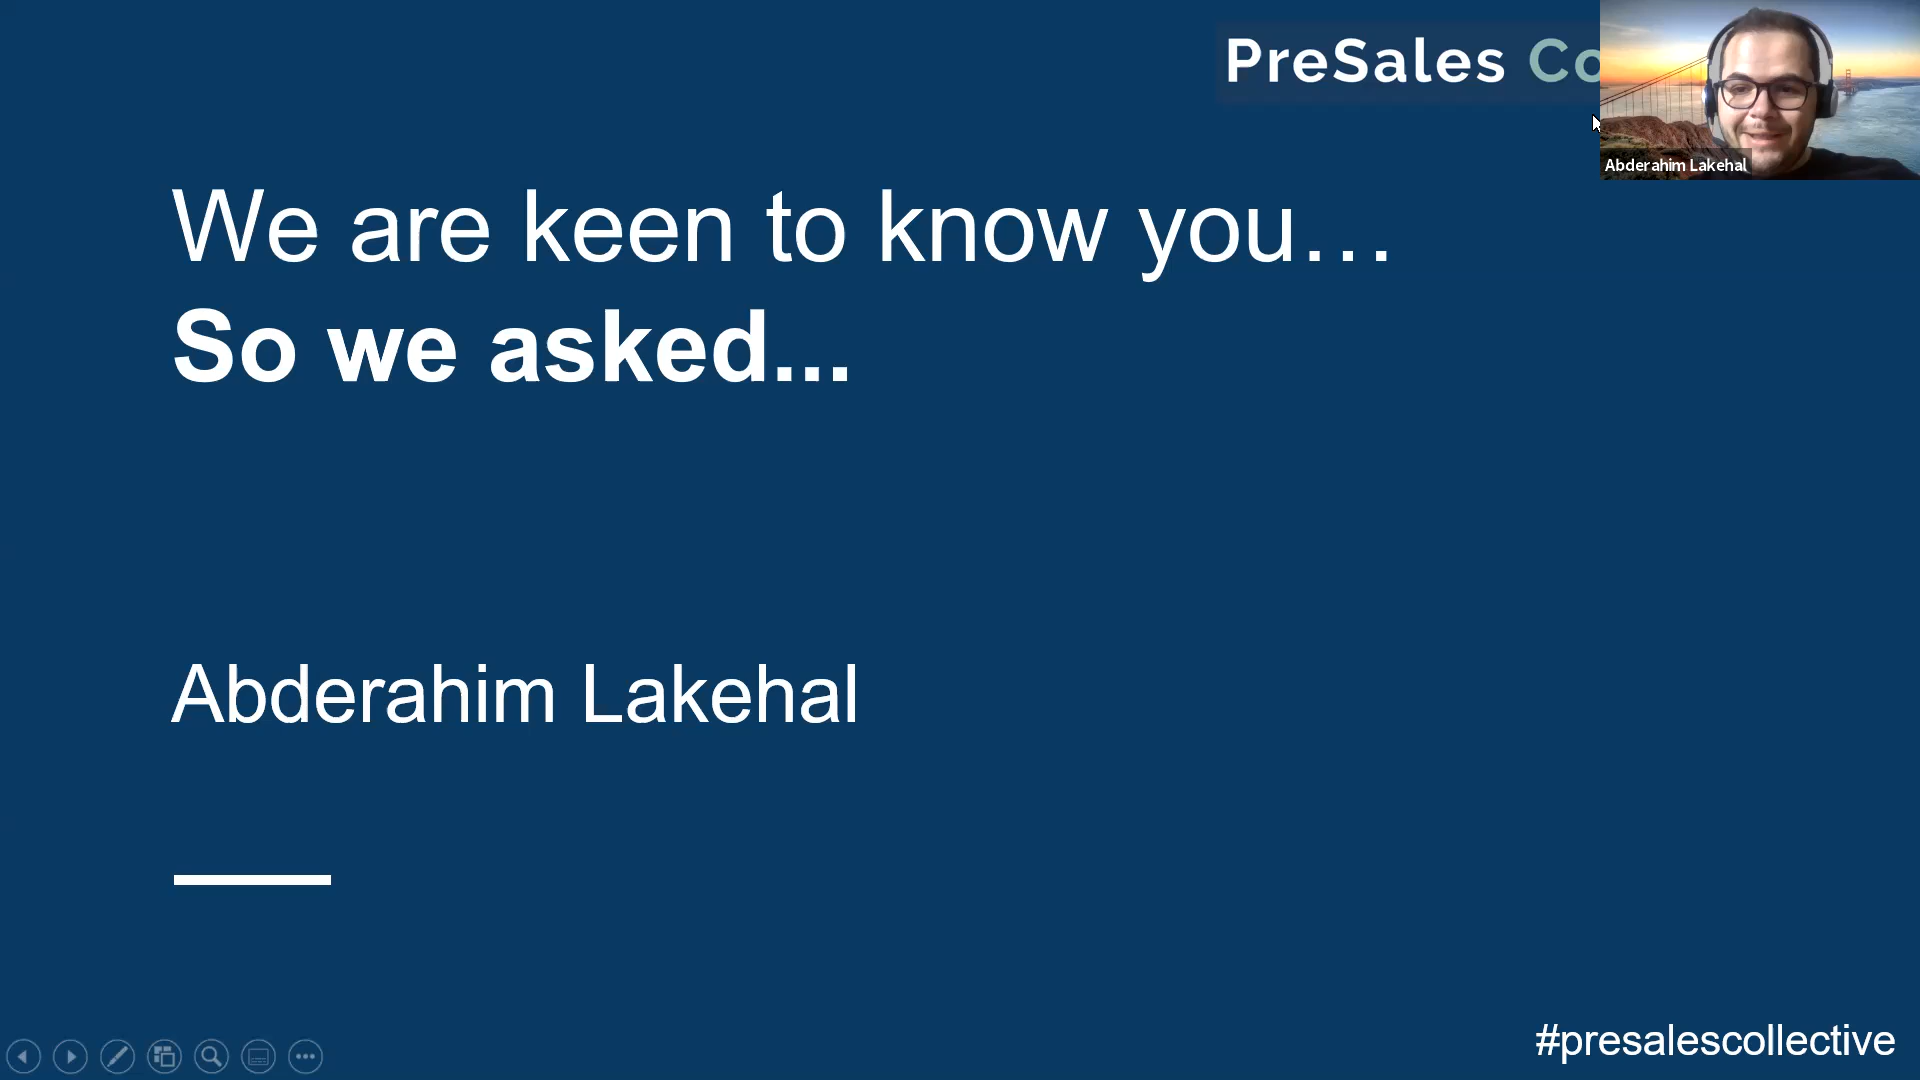 PreSales Co
Abderahim Lakehal
We are keen to know you…
So we asked...
Abderahim Lakehal
#presalescollective